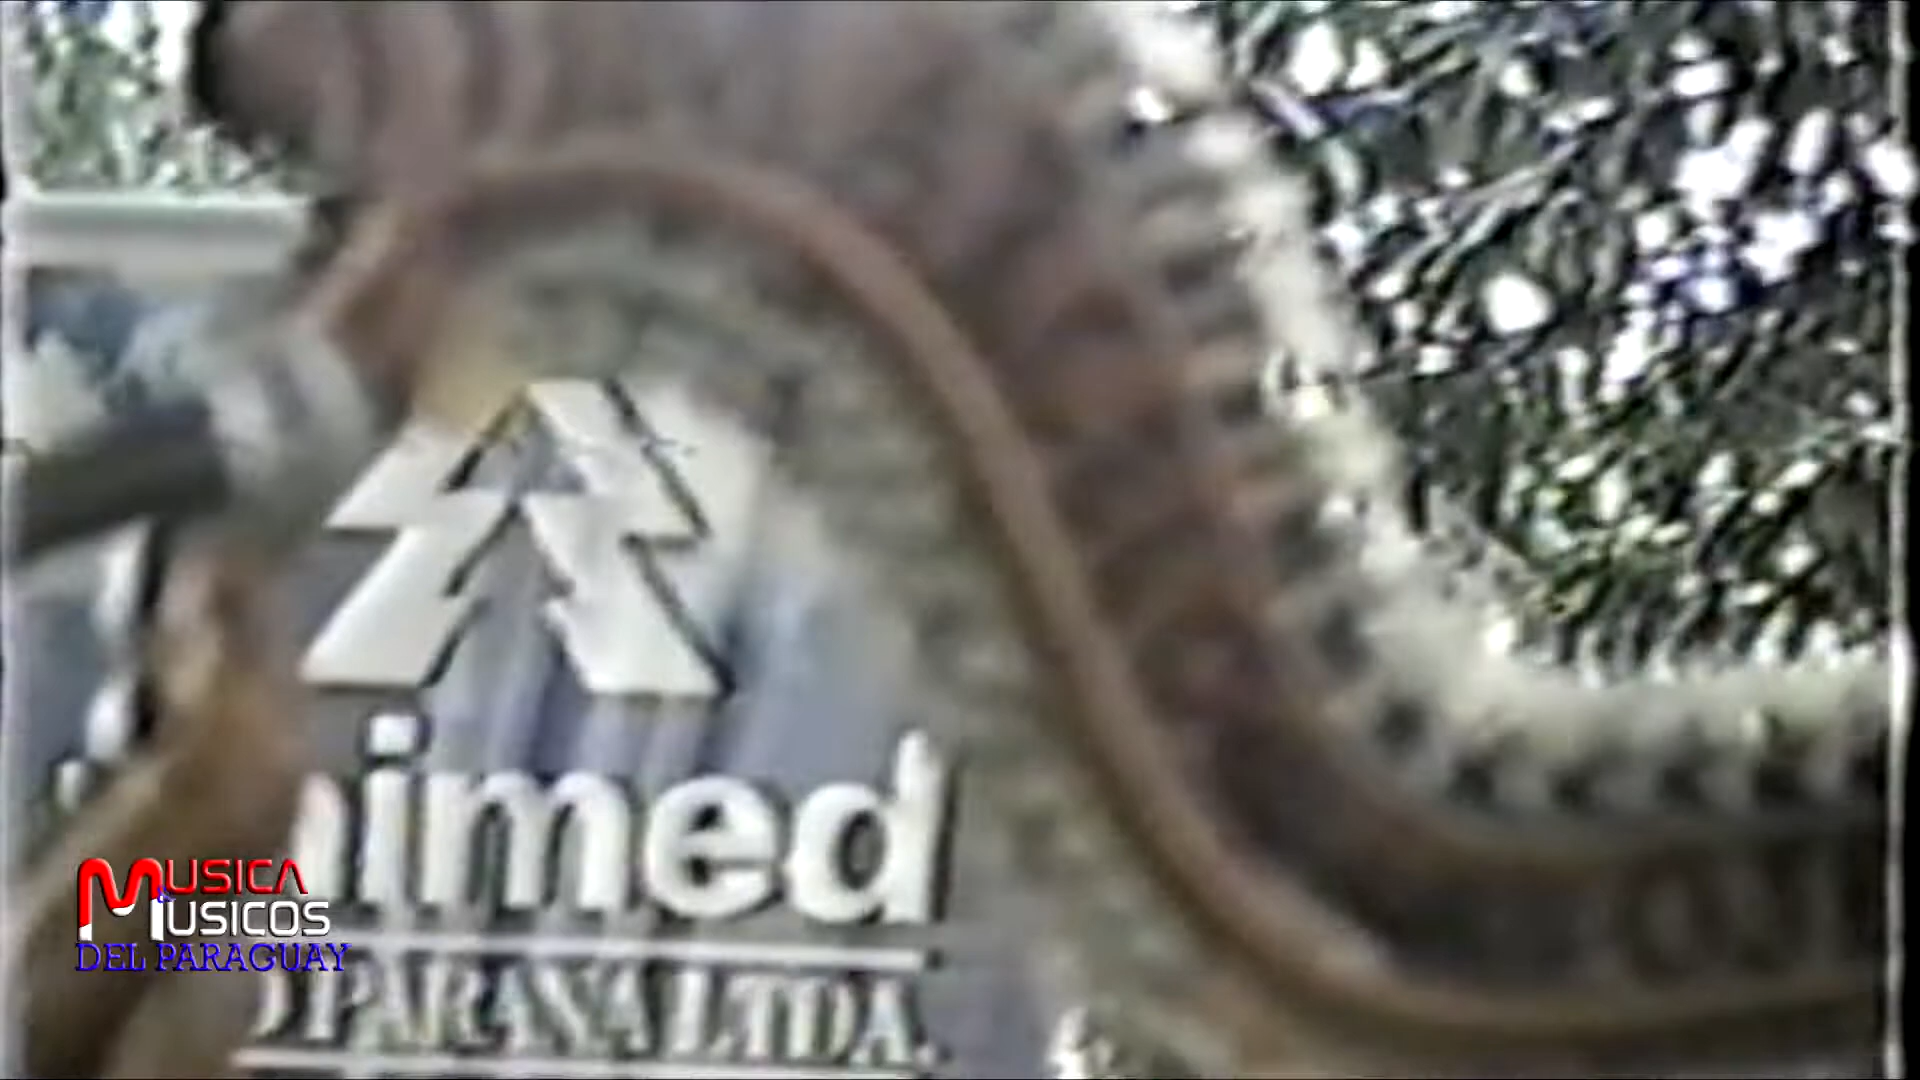 imed
PARANA LTDA.
MUSICA
&
MUSICOS
DEL PARAGUAY